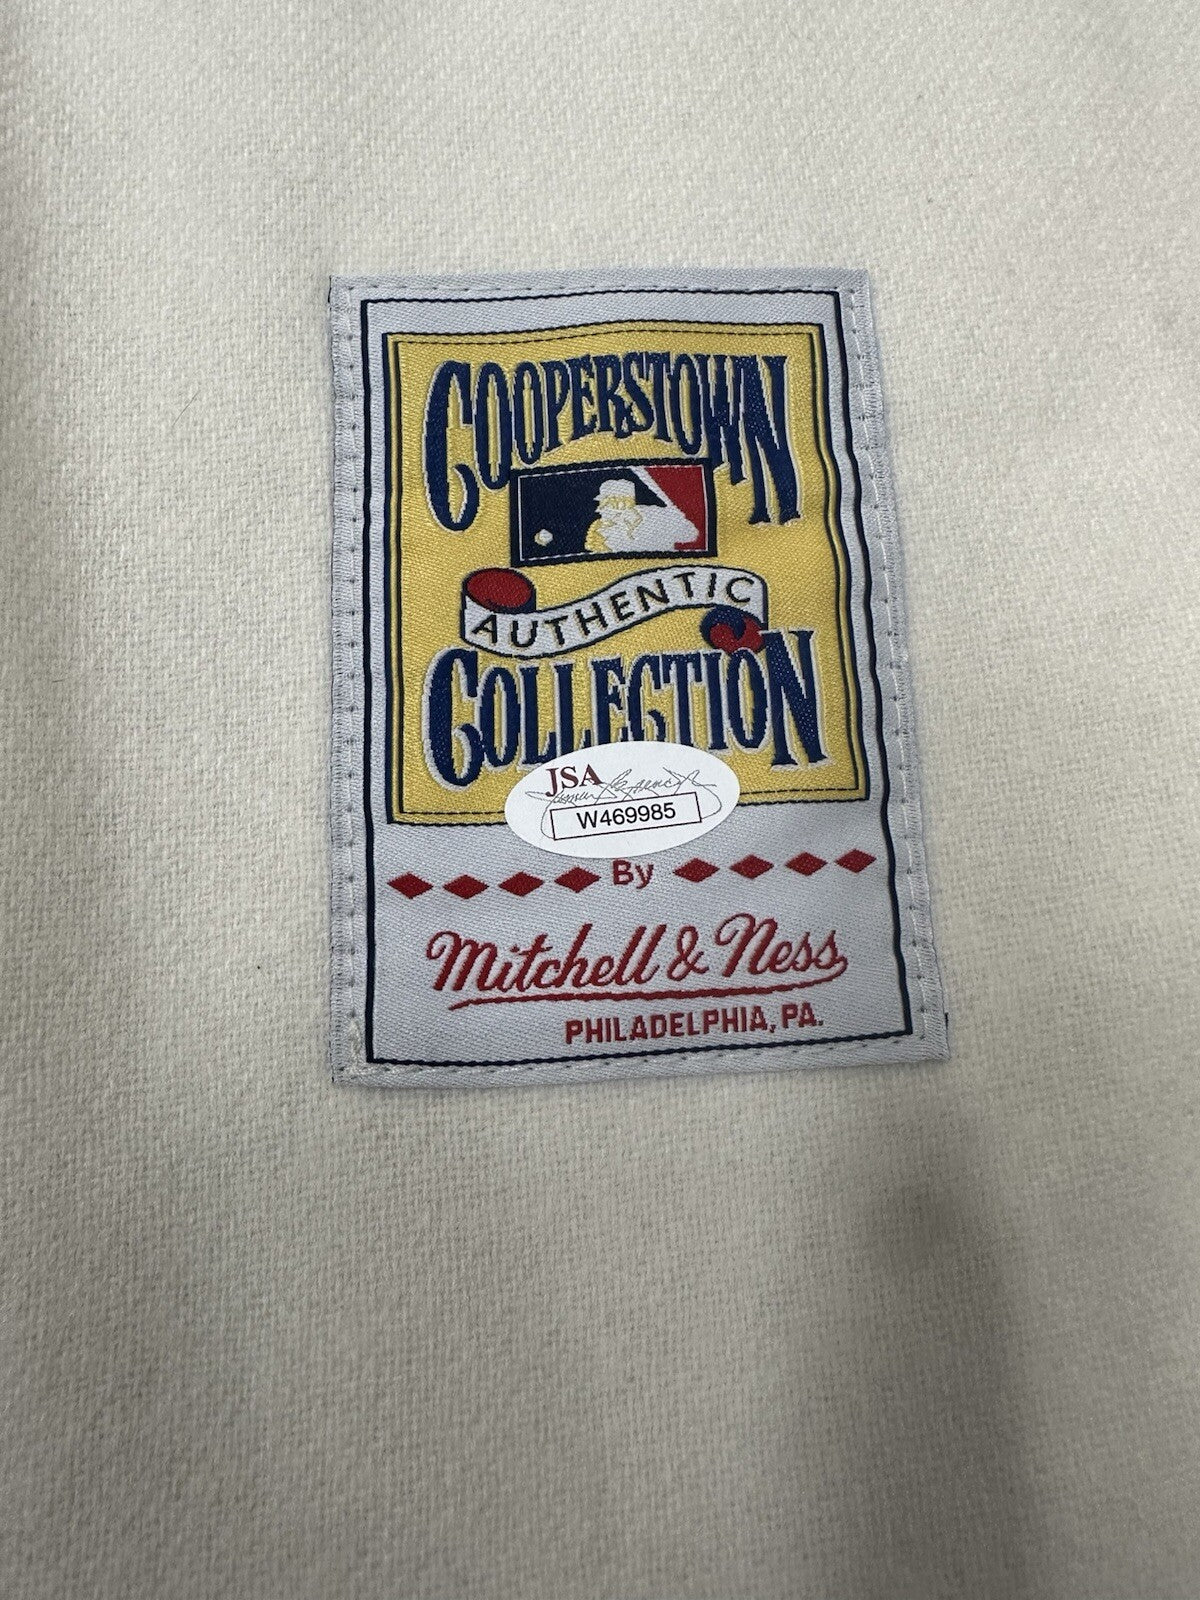 COOPERSTOWN
AUTHENTIC
COLLECTION
JSA
W469985
By
Mitchell & Ness
PHILADELPHIA, PA.